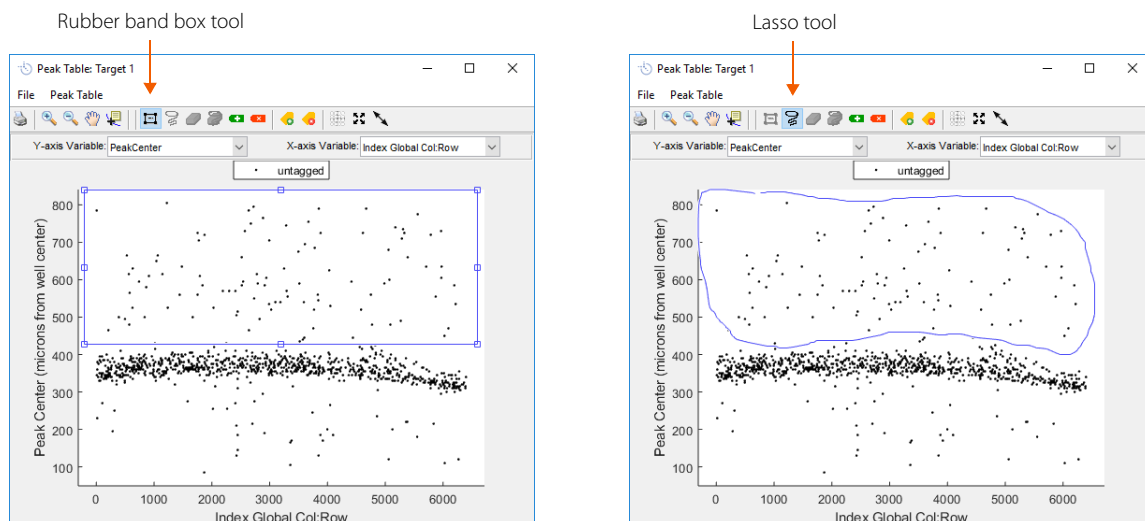 Rubber band box tool
Lasso tool
Peak Table: Target 1
File Peak Table
Y-axis Variable: PeakCenter X-axis Variable: Index Global Col:Row
untagged
800
700
600
500
400
300
200
100
Peak Center (microns from well center)
0 1000 2000 3000 4000 5000 6000
Index Global Col:Row
Peak Table: Target 1
File Peak Table
Y-axis Variable: PeakCenter X-axis Variable: Index Global Col:Row
untagged
800
700
600
500
400
300
200
100
Peak Center (microns from well center)
0 1000 2000 3000 4000 5000 6000
Index Global Col:Row